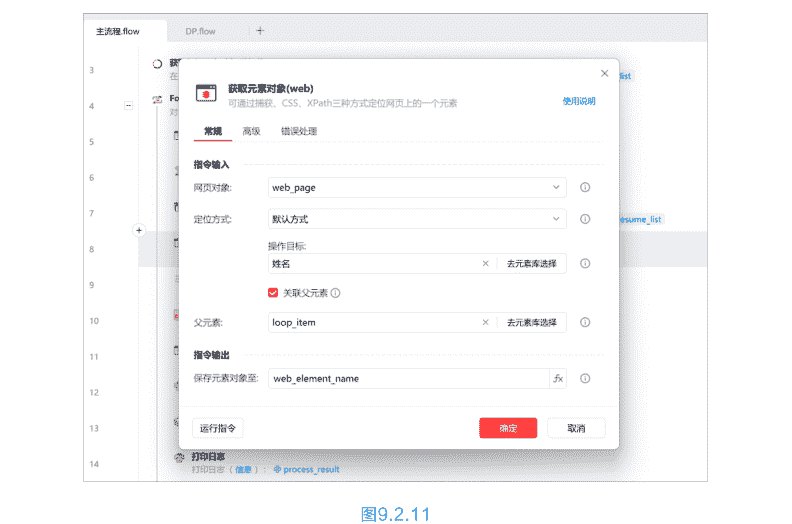 主流程.flow
DP.flow
+
3
4
5
6
7
8
9
10
11
12
13
14
list
esume_list
获取元素对象(web)
可通过捕获、CSS、XPath三种方式定位网页上的一个元素
使用说明
常规
高级
错误处理
指令输入
网页对象:
web_page
定位方式:
默认方式
操作目标:
姓名
去元素库选择
关联父元素
父元素:
loop_item
去元素库选择
指令输出
保存元素对象至:
web_element_name
fx
运行指令
确定
取消
打印日志
打印日志（信息）: process_result
图9.2.11